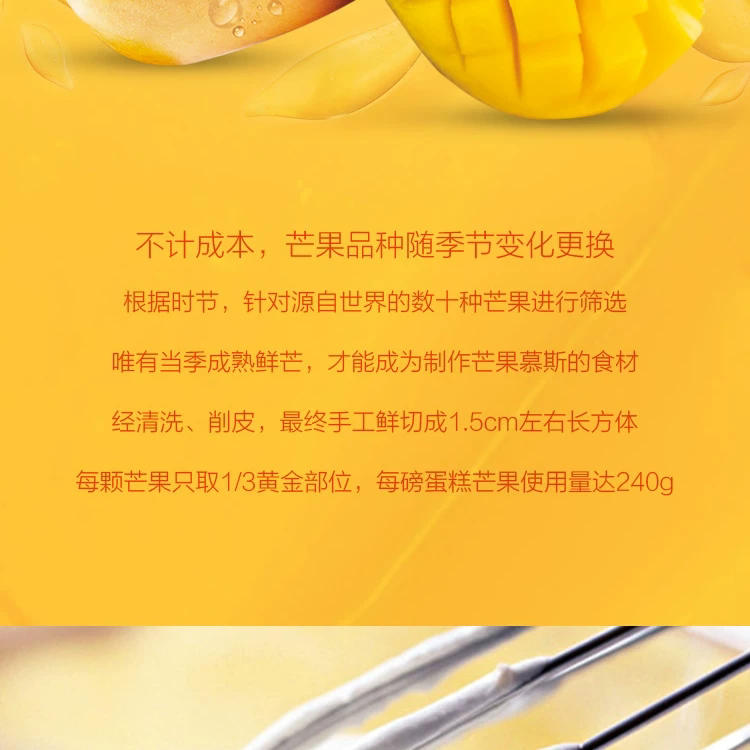 不计成本，芒果品种随季节变化更换
根据时节，针对源自世界的数十种芒果进行筛选
唯有当季成熟鲜芒，才能成为制作芒果慕斯的食材
经清洗、削皮，最终手工鲜切成1.5cm左右长方体
每颗芒果只取1/3黄金部位，每磅蛋糕芒果使用量达240g